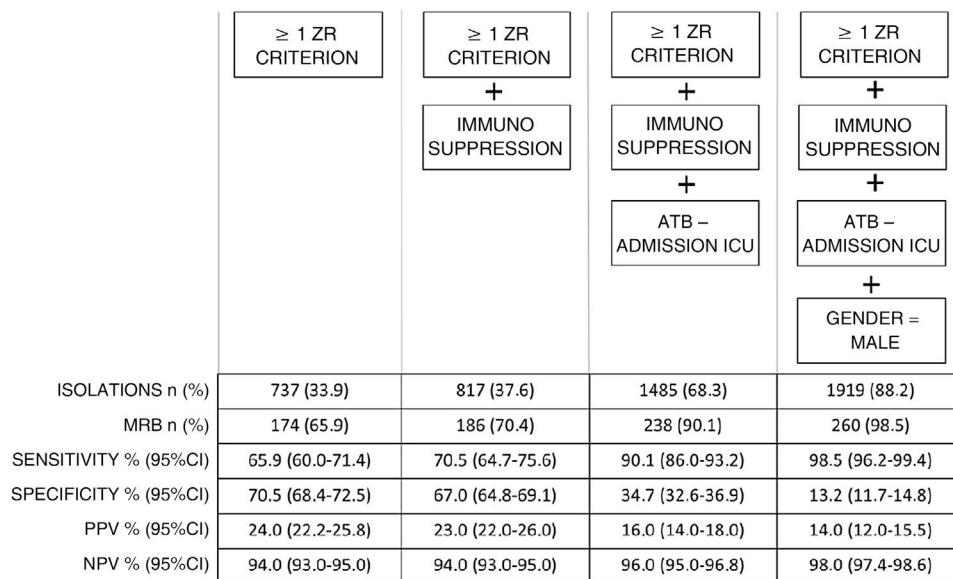 ≥ 1 ZR CRITERION
≥ 1 ZR CRITERION
≥ 1 ZR CRITERION
≥ 1 ZR CRITERION
+ + +
IMMUNO SUPPRESSION
IMMUNO SUPPRESSION
IMMUNO SUPPRESSION
+ +
ATB – ADMISSION ICU
ATB – ADMISSION ICU
+
GENDER = MALE
ISOLATIONS n (%) 737 (33.9) 817 (37.6) 1485 (68.3) 1919 (88.2)
MRB n (%) 174 (65.9) 186 (70.4) 238 (90.1) 260 (98.5)
SENSITIVITY % (95%CI) 65.9 (60.0-71.4) 70.5 (64.7-75.6) 90.1 (86.0-93.2) 98.5 (96.2-99.4)
SPECIFICITY % (95%CI) 70.5 (68.4-72.5) 67.0 (64.8-69.1) 34.7 (32.6-36.9) 13.2 (11.7-14.8)
PPV % (95%CI) 24.0 (22.2-25.8) 23.0 (22.0-26.0) 16.0 (14.0-18.0) 14.0 (12.0-15.5)
NPV % (95%CI) 94.0 (93.0-95.0) 94.0 (93.0-95.0) 96.0 (95.0-96.8) 98.0 (97.4-98.6)